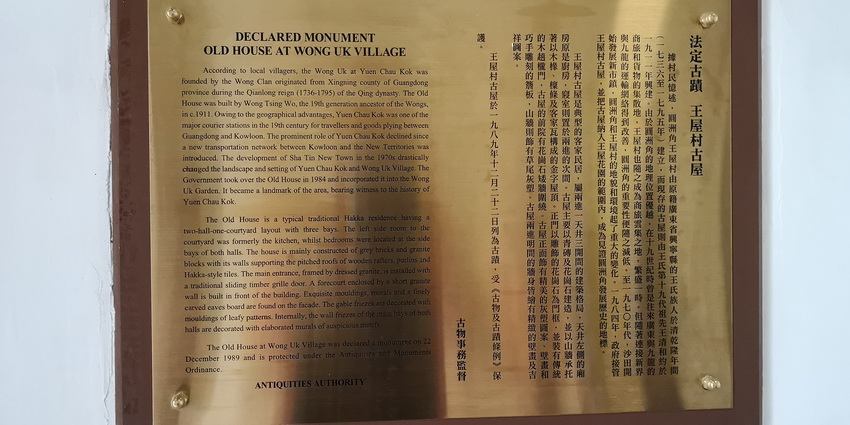 DECLARED MONUMENT
OLD HOUSE AT WONG UK VILLAGE
According to local villagers, the Wong Uk at Yuen Chau Kok was
founded by the Wong Clan originated from Xingning county of Guangdong
province during the Qianlong reign (1736-1795) of the Qing dynasty. The Old
House was built by Wong Tsing Wo, the 19th generation ancestor of the Wongs,
in c.1911. Owing to the geographical advantages, Yuen Chau Kok was one of the
major courier stations in the 19th century for travellers and goods plying between
Guangdong and Kowloon. The prominent role of Yuen Chau Kok declined since
a new transportation network between Kowloon and the New Territories was
introduced. The development of Sha Tin New Town in the 1970s drastically
changed the landscape and setting of Yuen Chau Kok and Wong Uk Village. The
Government took over the Old House in 1984 and incorporated it into the Wong
Uk Garden. It became a landmark of the area, bearing witness to the history of
Yuen Chau Kok.
The Old House is a typical traditional Hakka residence having a
two-hall-one-courtyard layout with three bays. The left side room to the
courtyard was formerly the kitchen, whilst bedrooms were located at the side
bays of both halls. The house is mainly constructed of grey bricks and granite
blocks with its walls supporting the pitched roofs of wooden rafters, purlins and
Hakka-style tiles. The main entrance, framed by dressed granite, is installed with
a traditional sliding timber grille door. A forecourt enclosed by a short granite
wall is built in front of the building. Exquisite mouldings, murals and a finely
carved eaves board are found on the facade. The gable friezes are decorated with
mouldings of leafy patterns. Internally, the wall friezes of the main bays of both
halls are decorated with elaborated murals of auspicious motifs.
The Old House at Wong Uk Village was declared a monument on 22
December 1989 and is protected under the Antiquities and Monuments
Ordinance.
ANTIQUITIES AUTHORITY
法定古蹟 王屋村古屋
據村民憶述，圓洲角王屋村由原籍廣東省興寧縣的王氏族人於清乾隆年間
（一七三六至一七九五年）建立，而現存的古屋則由王氏第十九代祖先王清和約於
一九一一年興建。由於圓洲角的地理位置優越，在十九世紀時曾是往來廣東與九龍的
商旅和貨物的集散地，王屋村也隨之成為商旅雲集之地，繁盛一時。但隨著連接新界
與九龍的運輸網絡得到改善，圓洲角的重要性便隨之減低。至一九七〇年代，沙田開
始發展新市鎮，圓洲角和王屋村的地貌和環境起了重大的變化。一九八四年，政府接管
王屋村古屋，並把古屋納入王屋花園的範圍內，成為見證圓洲角發展歷史的地標。
王屋村古屋是典型的客家民居，屬兩進一天井三開間的建築格局。天井左側的廂
房原是廚房，寢室則置於兩進的次間。古屋主要以青磚及花崗石建造，並以山牆承托
著以木椽、檁條及客家瓦構成的金字屋頂。正門以雕飾的花崗石為門框，並裝有傳統
的木趟櫳門，古屋的前院有花崗石矮牆圍繞。古屋正面飾有精美的灰塑圖案、壁畫和
巧手雕刻的簷板，山牆則飾有草尾灰塑。古屋兩進明間的牆身皆繪有精緻的壁畫及吉
祥圖案。
王屋村古屋於一九八九年十二月二十二日列為古蹟，受《古物及古蹟條例》保
護。
古物事務監督